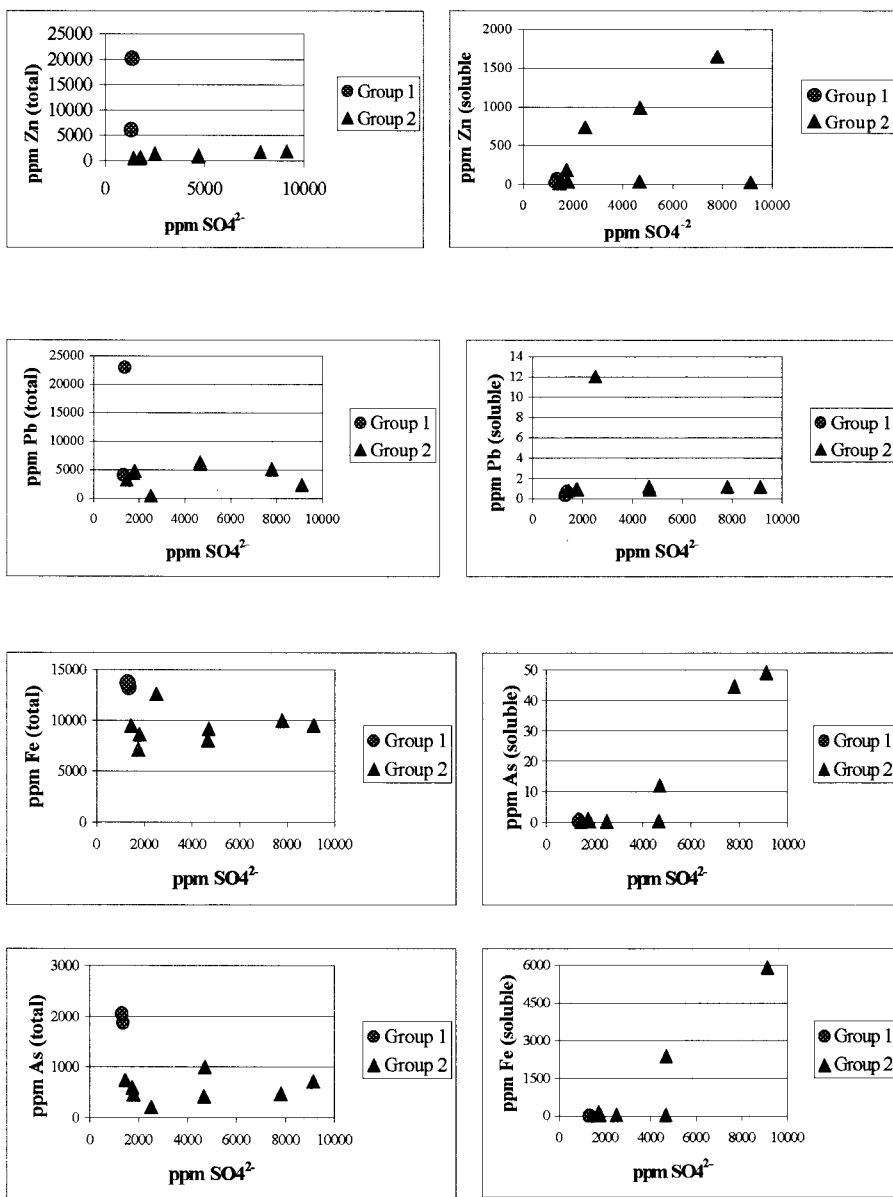 ppm Zn (total)
20000
15000
10000
5000
0
0 5000 10000
ppm SO4²⁻
Group 1
Group 2
ppm Zn (soluble)
2000
1500
1000
500
0
0 2000 4000 6000 8000 10000
ppm SO4⁻²
Group 1
Group 2
ppm Pb (total)
25000
20000
15000
10000
5000
0
0 2000 4000 6000 8000 10000
ppm SO4²⁻
Group 1
Group 2
ppm Pb (soluble)
14
12
10
8
6
4
2
0
0 2000 4000 6000 8000 10000
ppm SO4²⁻
Group 1
Group 2
ppm Fe (total)
15000
10000
5000
0
0 2000 4000 6000 8000 10000
ppm SO4²⁻
Group 1
Group 2
ppm As (soluble)
50
40
30
20
10
0
0 2000 4000 6000 8000 10000
ppm SO4²⁻
Group 1
Group 2
ppm As (total)
3000
2000
1000
0
0 2000 4000 6000 8000 10000
ppm SO4²⁻
Group 1
Group 2
ppm Fe (soluble)
6000
4500
3000
1500
0
0 2000 4000 6000 8000 10000
ppm SO4²⁻
Group 1
Group 2